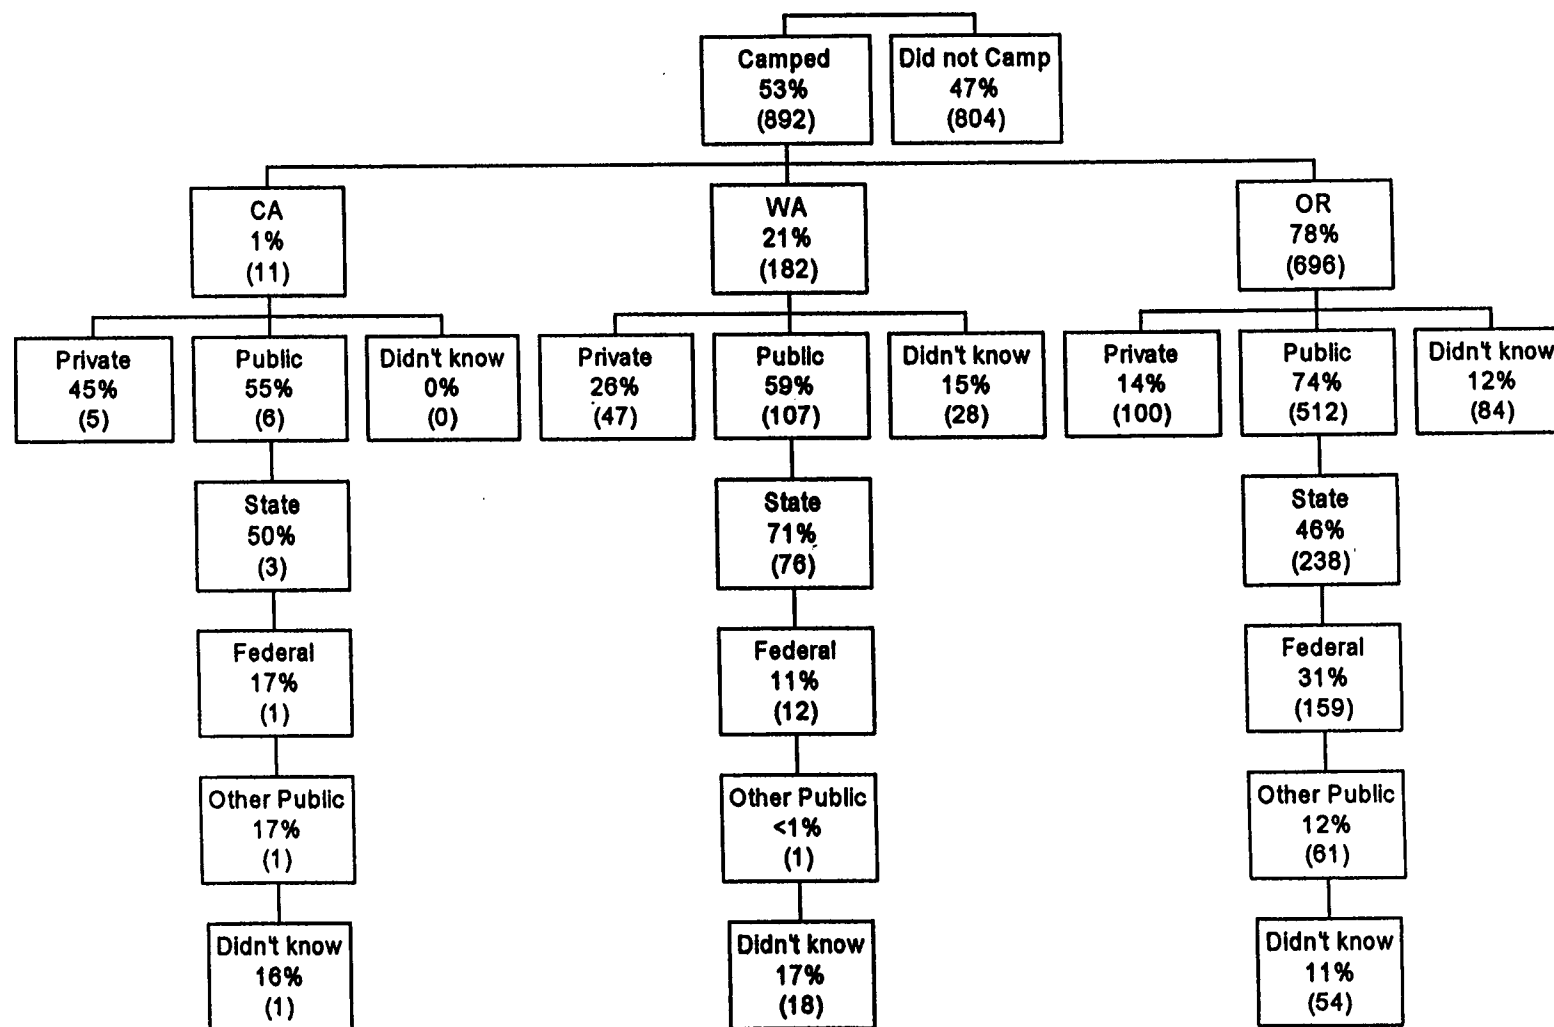 Camped
53%
(892)
Did not Camp
47%
(804)
CA
1%
(11)
WA
21%
(182)
OR
78%
(696)
Private
45%
(5)
Public
55%
(6)
Didn't know
0%
(0)
Private
26%
(47)
Public
59%
(107)
Didn't know
15%
(28)
Private
14%
(100)
Public
74%
(512)
Didn't know
12%
(84)
State
50%
(3)
State
71%
(76)
State
46%
(238)
Federal
17%
(1)
Federal
11%
(12)
Federal
31%
(159)
Other Public
17%
(1)
Other Public
<1%
(1)
Other Public
12%
(61)
Didn't know
16%
(1)
Didn't know
17%
(18)
Didn't know
11%
(54)